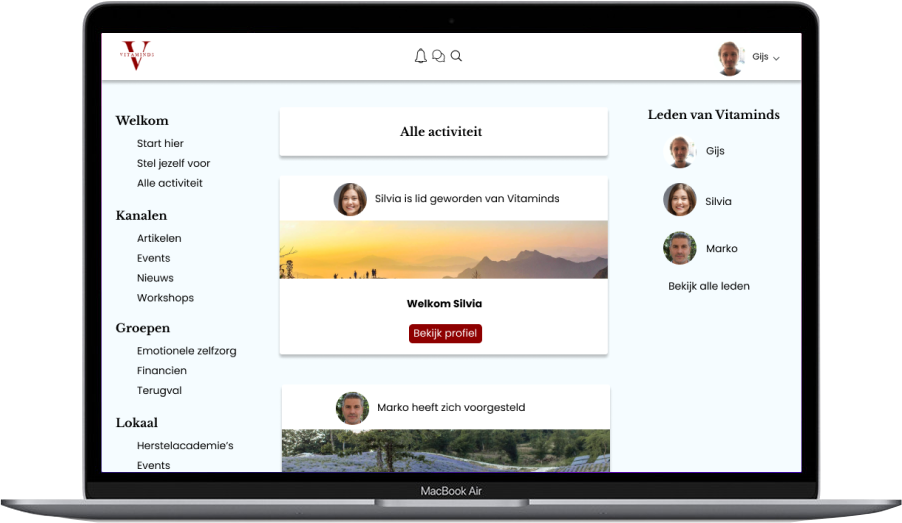 VITAMINDS
Gijs
Welkom
Start hier
Stel jezelf voor
Alle activiteit
Kanalen
Artikelen
Events
Nieuws
Workshops
Groepen
Emotionele zelfzorg
Financien
Terugval
Lokaal
Herstelacademie's
Events
Alle activiteit
Silvia is lid geworden van Vitaminds
Welkom Silvia
Bekijk profiel
Marko heeft zich voorgesteld
Leden van Vitaminds
Gijs
Silvia
Marko
Bekijk alle leden
MacBook Air